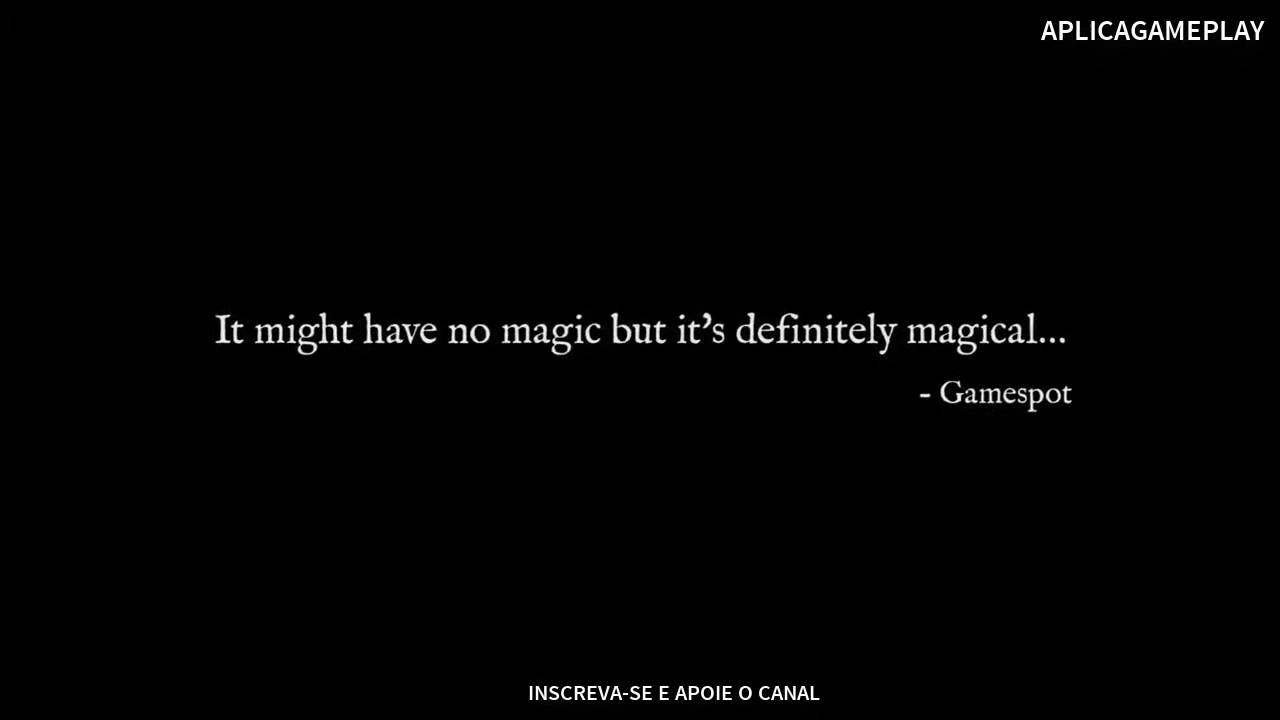 APLICAGAMEPLAY
It might have no magic but it's definitely magical...
- Gamespot
INSCREVA-SE E APOIE O CANAL